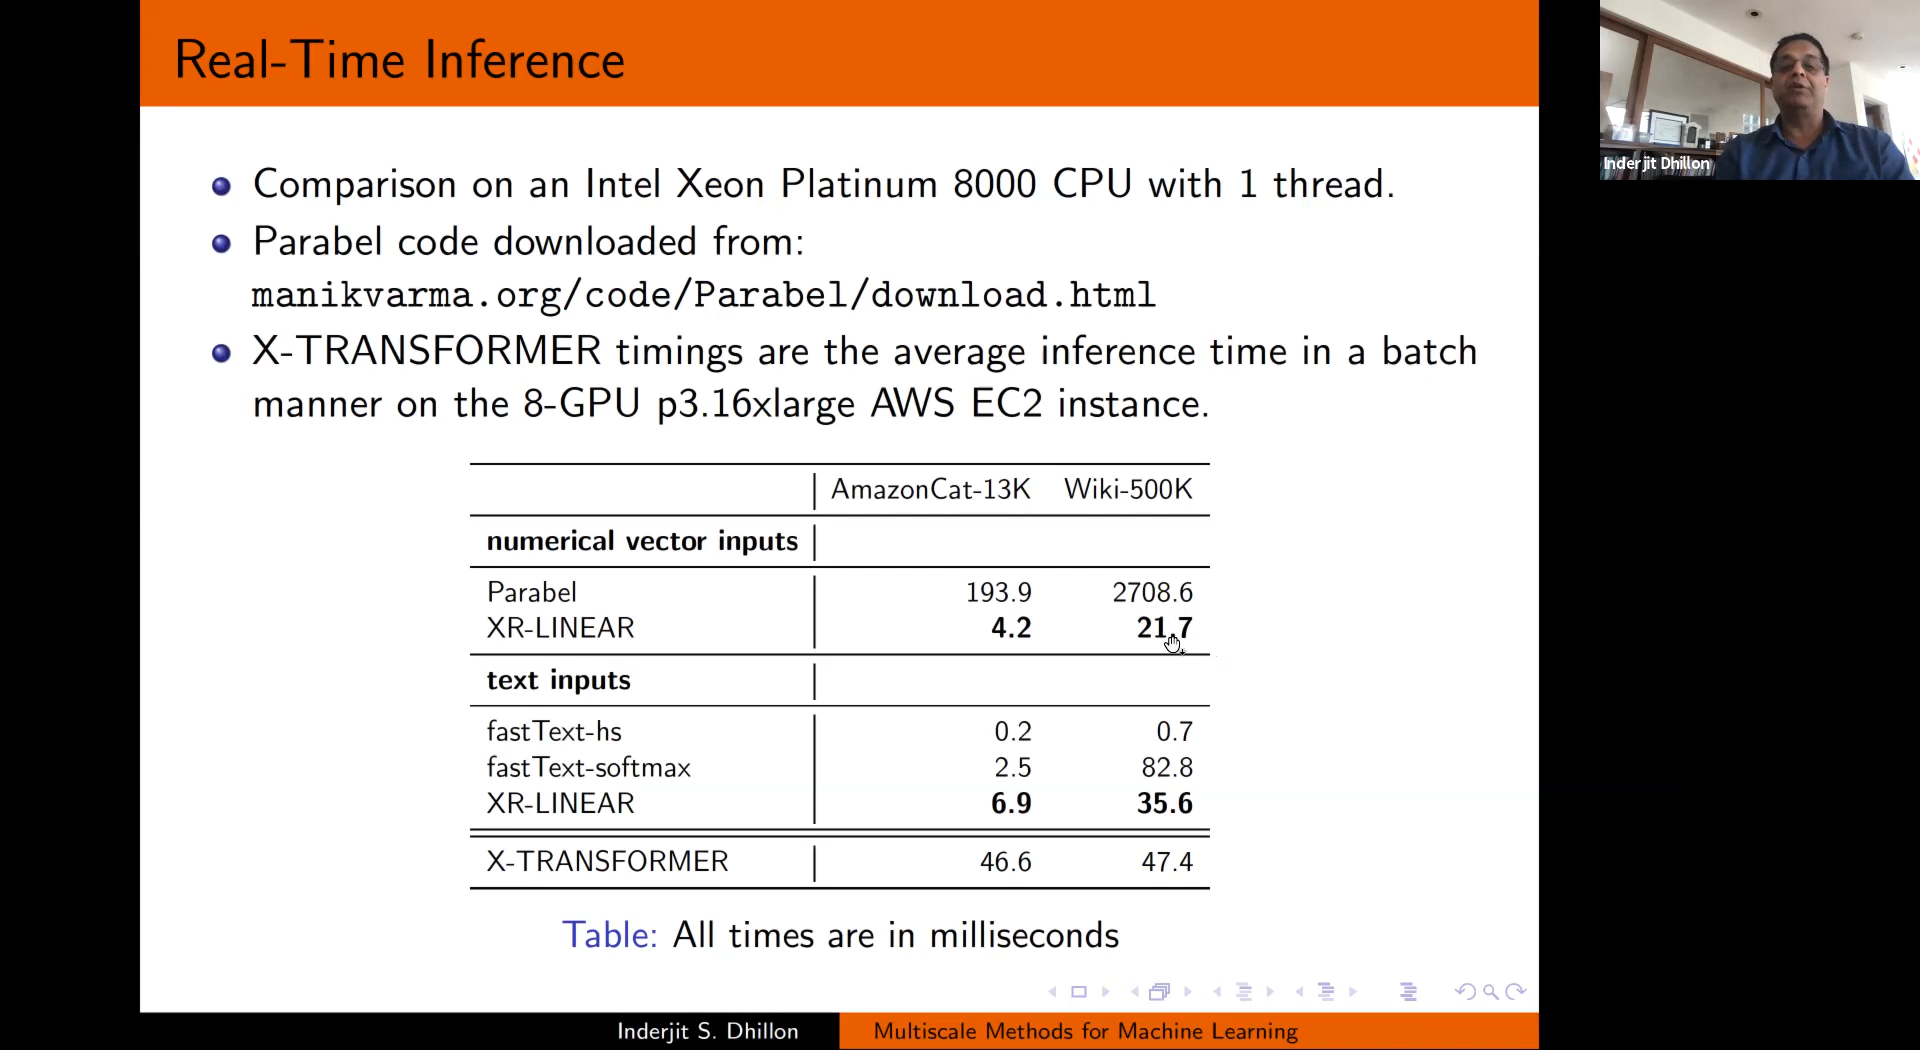 Real-Time Inference
Inderjit Dhillon
Comparison on an Intel Xeon Platinum 8000 CPU with 1 thread.
Parabel code downloaded from:
manikvarma.org/code/Parabel/download.html
X-TRANSFORMER timings are the average inference time in a batch
manner on the 8-GPU p3.16xlarge AWS EC2 instance.
AmazonCat-13K Wiki-500K
numerical vector inputs
Parabel 193.9 2708.6
XR-LINEAR 4.2 21.7
text inputs
fastText-hs 0.2 0.7
fastText-softmax 2.5 82.8
XR-LINEAR 6.9 35.6
X-TRANSFORMER 46.6 47.4
Table: All times are in milliseconds
Inderjit S. Dhillon Multiscale Methods for Machine Learning